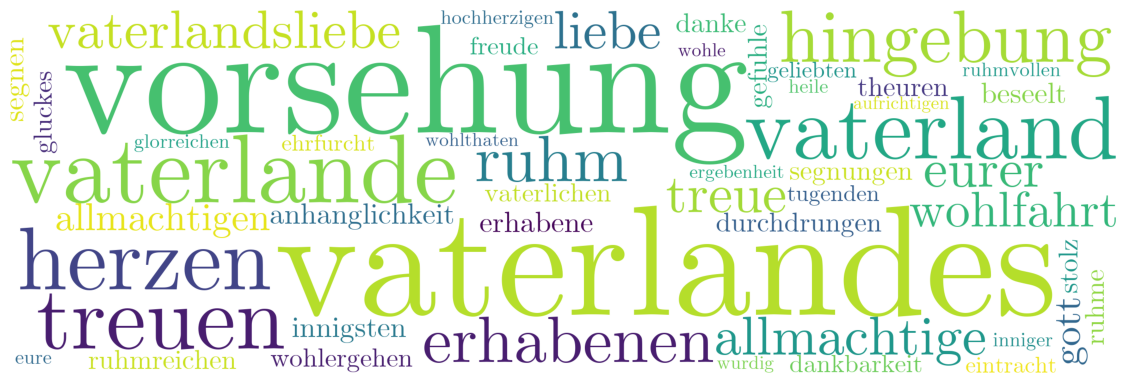 vaterlandsliebe
hochherzigen
liebe
danke
hingebung
freude
wohle
segnen
gluckes
vorsehung
gefuhle
geliebten
ruhmvollen
heile
theuren
beseelt
aufrichtigen
vaterland
glorreichen
ehrfurcht
wohlthaten
vaterlande
ruhm
ergebenheit
segnungen
eurer
vaterlichen
treue
tugenden
allmachtigen
anhanglichkeit
erhabene
durchdrungen
wohlfahrt
herzen
vaterlandes
stolz
gott
ruhme
treuen
innigsten
erhabenen
allmachtige
inniger
eure
ruhmreichen
wohlergehen
wurdig
dankbarkeit
eintracht